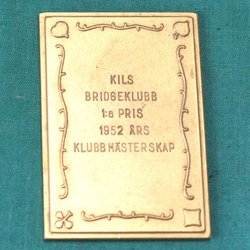 KILS
BRIDGEKLUBB
1:a PRIS
1952 ÅRS
KLUBBMÄSTERSKAP